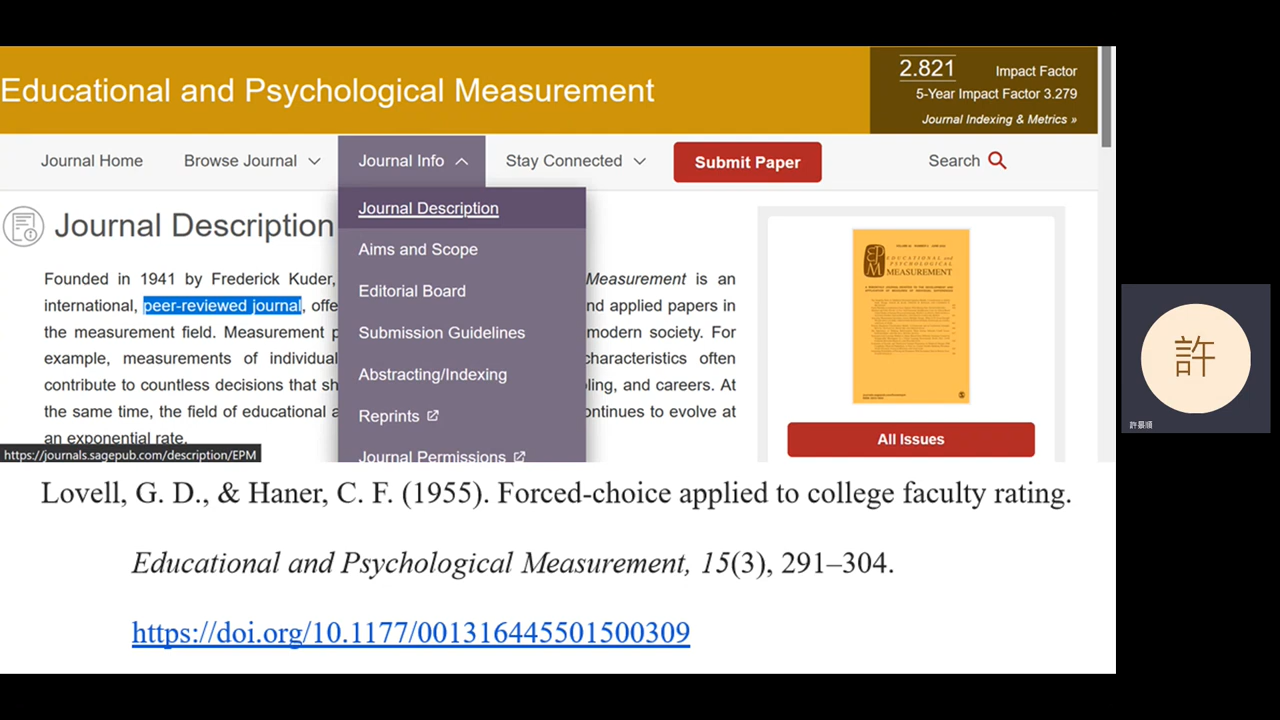 Educational and Psychological Measurement
2.821 Impact Factor
5-Year Impact Factor 3.279
Journal Indexing & Metrics »
Journal Home Browse Journal Journal Info Stay Connected Submit Paper Search
Journal Description
Aims and Scope
Editorial Board
Submission Guidelines
Abstracting/Indexing
Reprints
Journal Permissions
Journal Description
Founded in 1941 by Frederick Kuder, Measurement is an
international, peer-reviewed journal, offe nd applied papers in
the measurement field. Measurement p modern society. For
example, measurements of individual characteristics often
contribute to countless decisions that sh ling, and careers. At
the same time, the field of educational a ontinues to evolve at
an exponential rate.
EDUCATIONAL and
PSYCHOLOGICAL
MEASUREMENT
All Issues
https://journals.sagepub.com/description/EPM
Lovell, G. D., & Haner, C. F. (1955). Forced-choice applied to college faculty rating.
Educational and Psychological Measurement, 15(3), 291–304.
https://doi.org/10.1177/001316445501500309
許